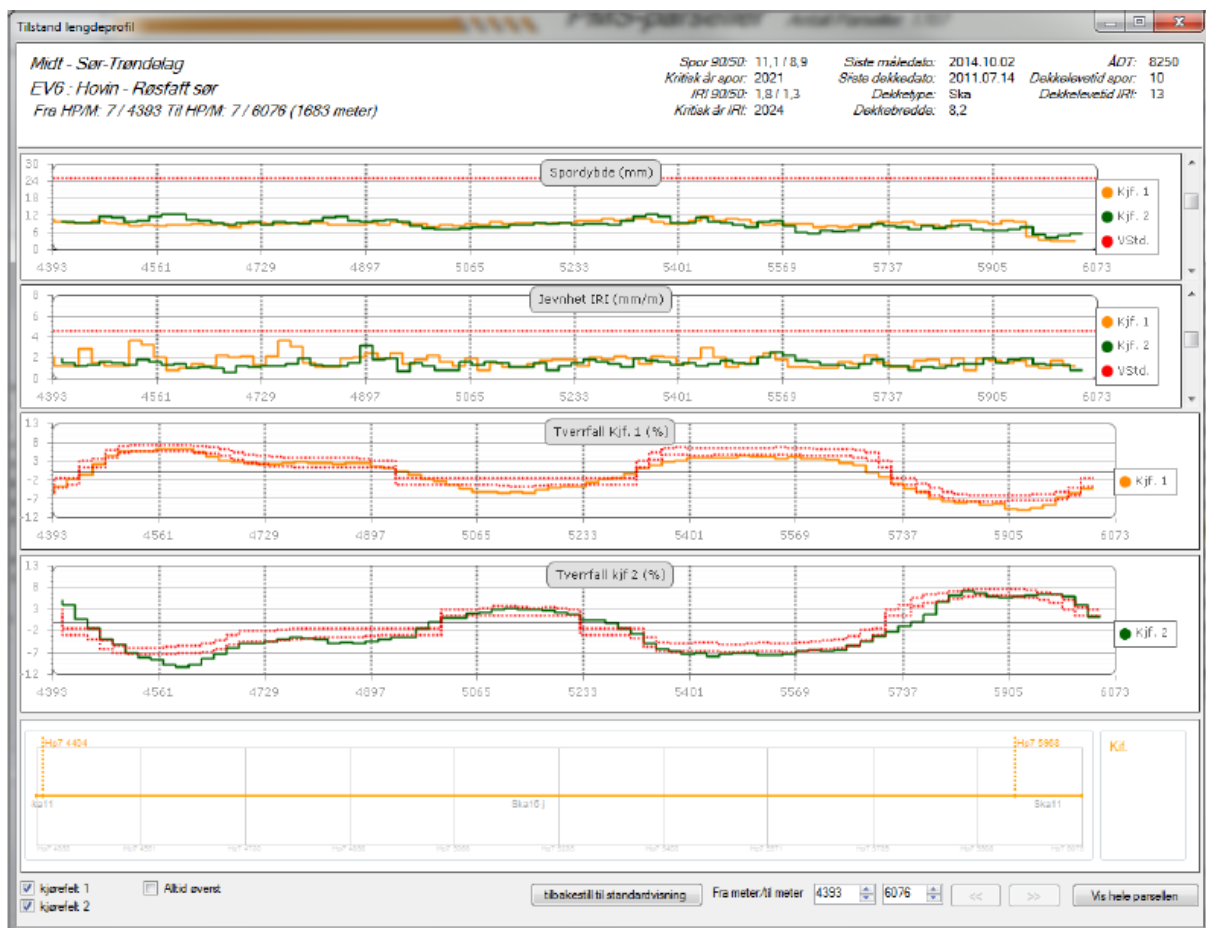 PMS-parseller Antal Parseller: 1307
Tilstand lengdeprofil
Midt - Sør-Trøndelag
EV6 : Hovin - Røsfatt sør
Fra HP/M: 7 / 4393 Til HP/M: 7 / 6076 (1683 meter)
Spor 90/50: 11,1 / 8,9 Siste måledato: 2014.10.02 ÅDT: 8250
Kritisk år spor: 2021 Siste dekkedato: 2011.07.14 Dekkelevetid spor: 10
IRI 90/50: 1,8 / 1,3 Dekketype: Ska Dekkelevetid IRI: 13
Kritisk år IRI: 2024 Dekkebredde: 8,2
Spordybde (mm)
30
24
18
12
6
0
4393 4561 4729 4897 5065 5233 5401 5569 5737 5905 6073
Kjf. 1
Kjf. 2
VStd.
Jevnhet IRI (mm/m)
8
6
4
2
0
4393 4561 4729 4897 5065 5233 5401 5569 5737 5905 6073
Kjf. 1
Kjf. 2
VStd.
Tverrfall Kjf. 1 (%)
13
8
3
-2
-7
-12
4393 4561 4729 4897 5065 5233 5401 5569 5737 5905 6073
Kjf. 1
Tverrfall kjf 2 (%)
13
8
3
-2
-7
-12
4393 4561 4729 4897 5065 5233 5401 5569 5737 5905 6073
Kjf. 2
Hp7 4404 Hp7 5968 Kjf.
ka11 Ska16 j Ska11
kjørefelt 1 Alltid øverst
kjørefelt 2
tilbakestill til standardvisning Fra meter/til meter 4393 6076 << >> Vis hele parsellen